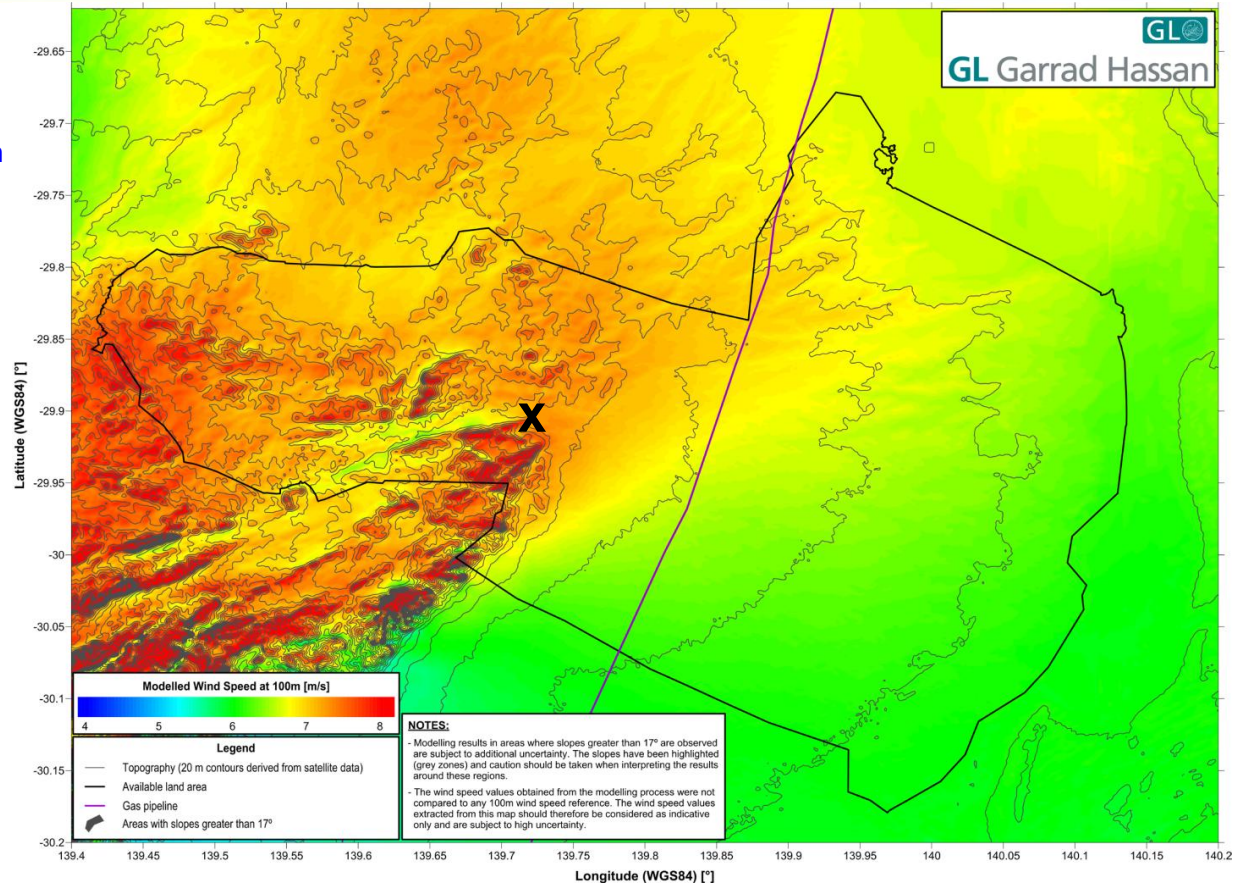 GL
GL Garrad Hassan
n
-29.65
-29.7
-29.75
-29.8
-29.85
-29.9
-29.95
-30
-30.05
-30.1
-30.15
-30.2
Latitude (WGS84) [°]
X
Modelled Wind Speed at 100m [m/s]
4 5 6 7 8
Legend
Topography (20 m contours derived from satellite data)
Available land area
Gas pipeline
Areas with slopes greater than 17º
NOTES:
- Modelling results in areas where slopes greater than 17º are observed
are subject to additional uncertainty. The slopes have been highlighted
(grey zones) and caution should be taken when interpreting the results
around these regions.
- The wind speed values obtained from the modelling process were not
compared to any 100m wind speed reference. The wind speed values
extracted from this map should therefore be considered as indicative
only and are subject to high uncertainty.
139.4 139.45 139.5 139.55 139.6 139.65 139.7 139.75 139.8 139.85 139.9 139.95 140 140.05 140.1 140.15 140.2
Longitude (WGS84) [°]